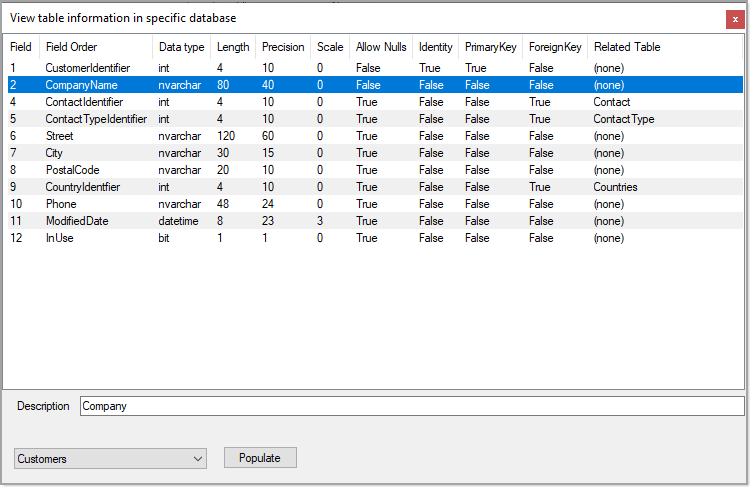 View table information in specific database
x
Field Field Order Data type Length Precision Scale Allow Nulls Identity PrimaryKey ForeignKey Related Table
1 CustomerIdentifier int 4 10 0 False True True False (none)
2 CompanyName nvarchar 80 40 0 False False False False (none)
4 ContactIdentifier int 4 10 0 True False False True Contact
5 ContactTypeIdentifier int 4 10 0 True False False True ContactType
6 Street nvarchar 120 60 0 True False False False (none)
7 City nvarchar 30 15 0 True False False False (none)
8 PostalCode nvarchar 20 10 0 True False False False (none)
9 CountryIdentfier int 4 10 0 True False False True Countries
10 Phone nvarchar 48 24 0 True False False False (none)
11 ModifiedDate datetime 8 23 3 True False False False (none)
12 InUse bit 1 1 0 True False False False (none)
Description Company
Customers Populate